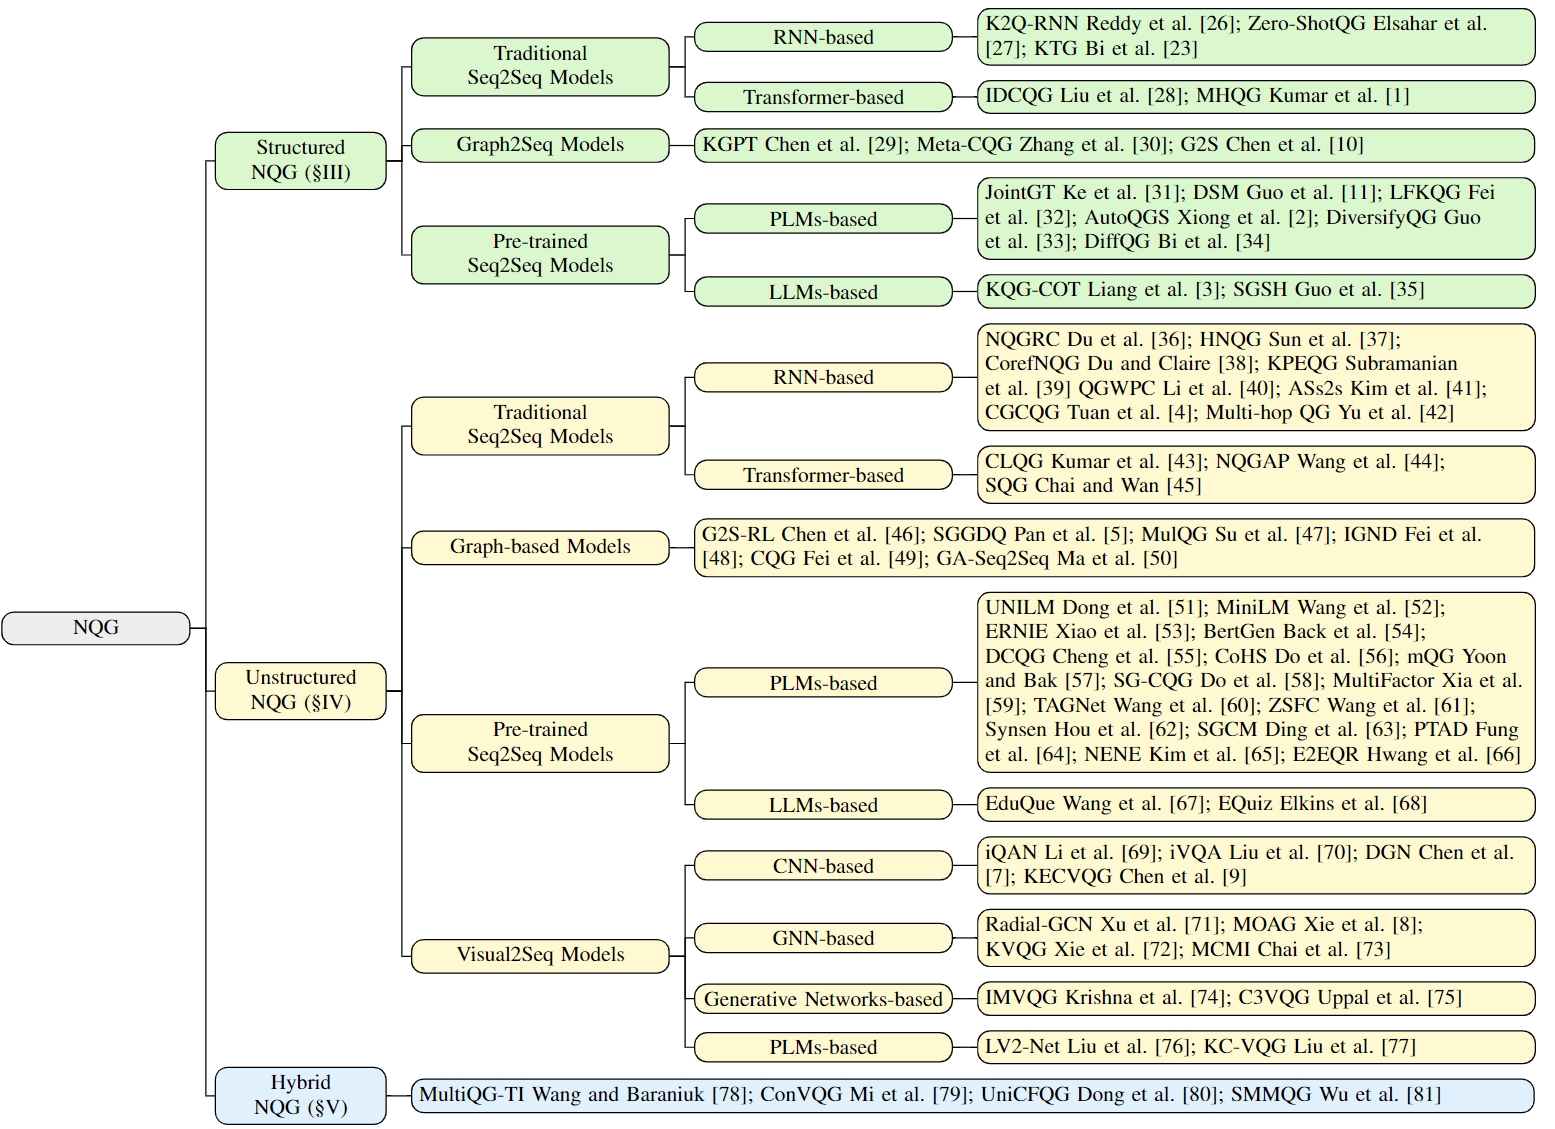 K2Q-RNN Reddy et al. [26]; Zero-ShotQG Elsahar et al.
[27]; KTG Bi et al. [23]
RNN-based
Traditional
Seq2Seq Models
Transformer-based
IDCQG Liu et al. [28]; MHQG Kumar et al. [1]
Structured
NQG (§III)
Graph2Seq Models
KGPT Chen et al. [29]; Meta-CQG Zhang et al. [30]; G2S Chen et al. [10]
PLMs-based
JointGT Ke et al. [31]; DSM Guo et al. [11]; LFKQG Fei
et al. [32]; AutoQGS Xiong et al. [2]; DiversifyQG Guo
et al. [33]; DiffQG Bi et al. [34]
Pre-trained
Seq2Seq Models
LLMs-based
KQG-COT Liang et al. [3]; SGSH Guo et al. [35]
RNN-based
NQGRC Du et al. [36]; HNQG Sun et al. [37];
CorefNQG Du and Claire [38]; KPEQG Subramanian
et al. [39] QGWPC Li et al. [40]; ASs2s Kim et al. [41];
CGCQG Tuan et al. [4]; Multi-hop QG Yu et al. [42]
Traditional
Seq2Seq Models
Transformer-based
CLQG Kumar et al. [43]; NQGAP Wang et al. [44];
SQG Chai and Wan [45]
Graph-based Models
G2S-RL Chen et al. [46]; SGGDQ Pan et al. [5]; MulQG Su et al. [47]; IGND Fei et al.
[48]; CQG Fei et al. [49]; GA-Seq2Seq Ma et al. [50]
NQG
Unstructured
NQG (§IV)
PLMs-based
UNILM Dong et al. [51]; MiniLM Wang et al. [52];
ERNIE Xiao et al. [53]; BertGen Back et al. [54];
DCQG Cheng et al. [55]; CoHS Do et al. [56]; mQG Yoon
and Bak [57]; SG-CQG Do et al. [58]; MultiFactor Xia et al.
[59]; TAGNet Wang et al. [60]; ZSFC Wang et al. [61];
Synsen Hou et al. [62]; SGCM Ding et al. [63]; PTAD Fung
et al. [64]; NENE Kim et al. [65]; E2EQR Hwang et al. [66]
Pre-trained
Seq2Seq Models
LLMs-based
EduQue Wang et al. [67]; EQuiz Elkins et al. [68]
CNN-based
iQAN Li et al. [69]; iVQA Liu et al. [70]; DGN Chen et al.
[7]; KECVQG Chen et al. [9]
GNN-based
Radial-GCN Xu et al. [71]; MOAG Xie et al. [8];
KVQG Xie et al. [72]; MCMI Chai et al. [73]
Visual2Seq Models
Generative Networks-based
IMVQG Krishna et al. [74]; C3VQG Uppal et al. [75]
PLMs-based
LV2-Net Liu et al. [76]; KC-VQG Liu et al. [77]
Hybrid
NQG (§V)
MultiQG-TI Wang and Baraniuk [78]; ConVQG Mi et al. [79]; UniCFQG Dong et al. [80]; SMMQG Wu et al. [81]